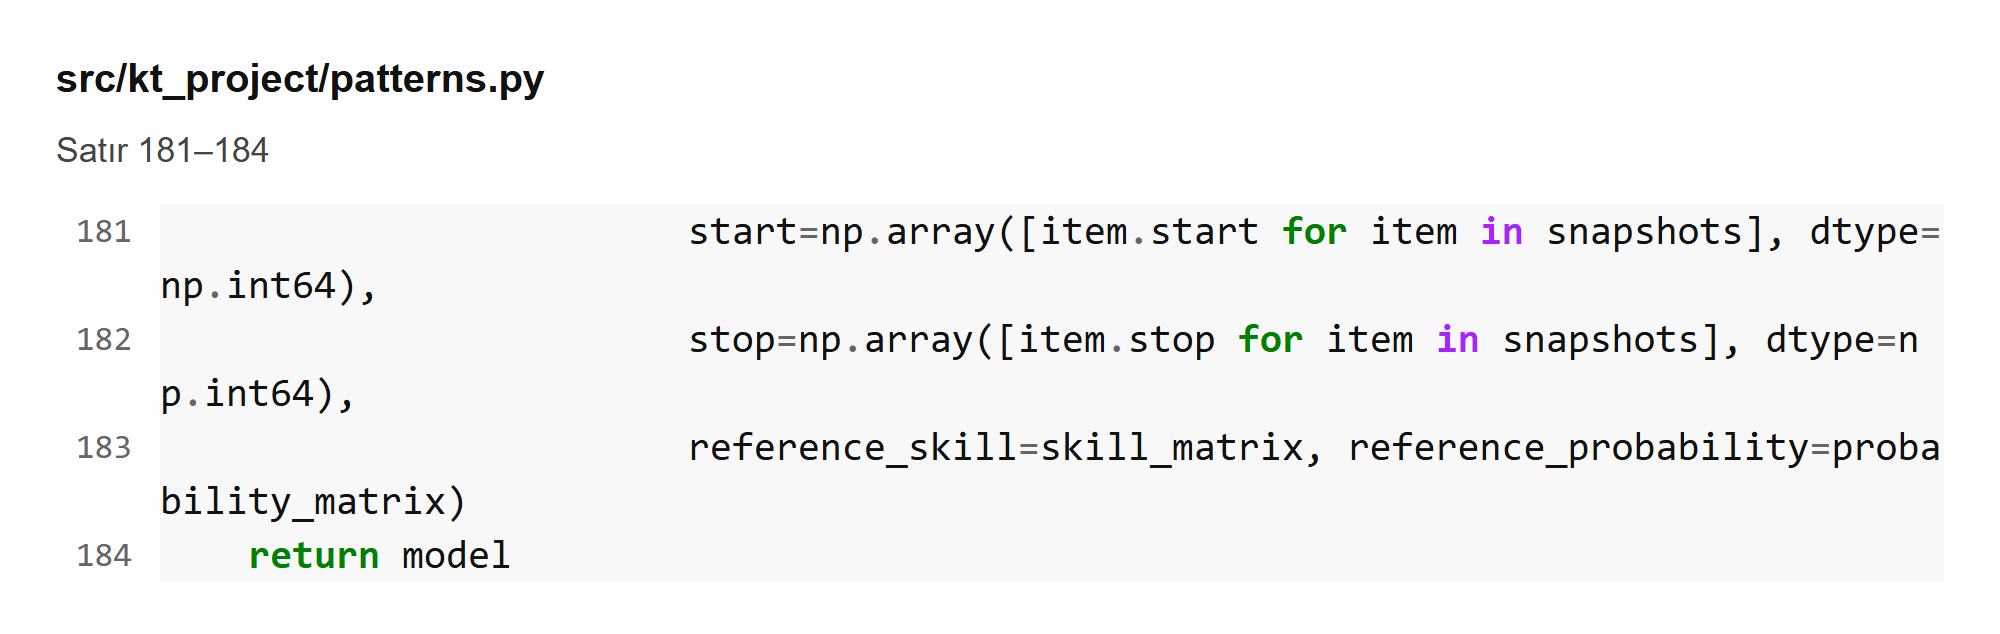 src/kt_project/patterns.py
Satır 181–184
181                         start=np.array([item.start for item in snapshots], dtype=
np.int64),
182                         stop=np.array([item.stop for item in snapshots], dtype=n
p.int64),
183                         reference_skill=skill_matrix, reference_probability=proba
bility_matrix)
184     return model